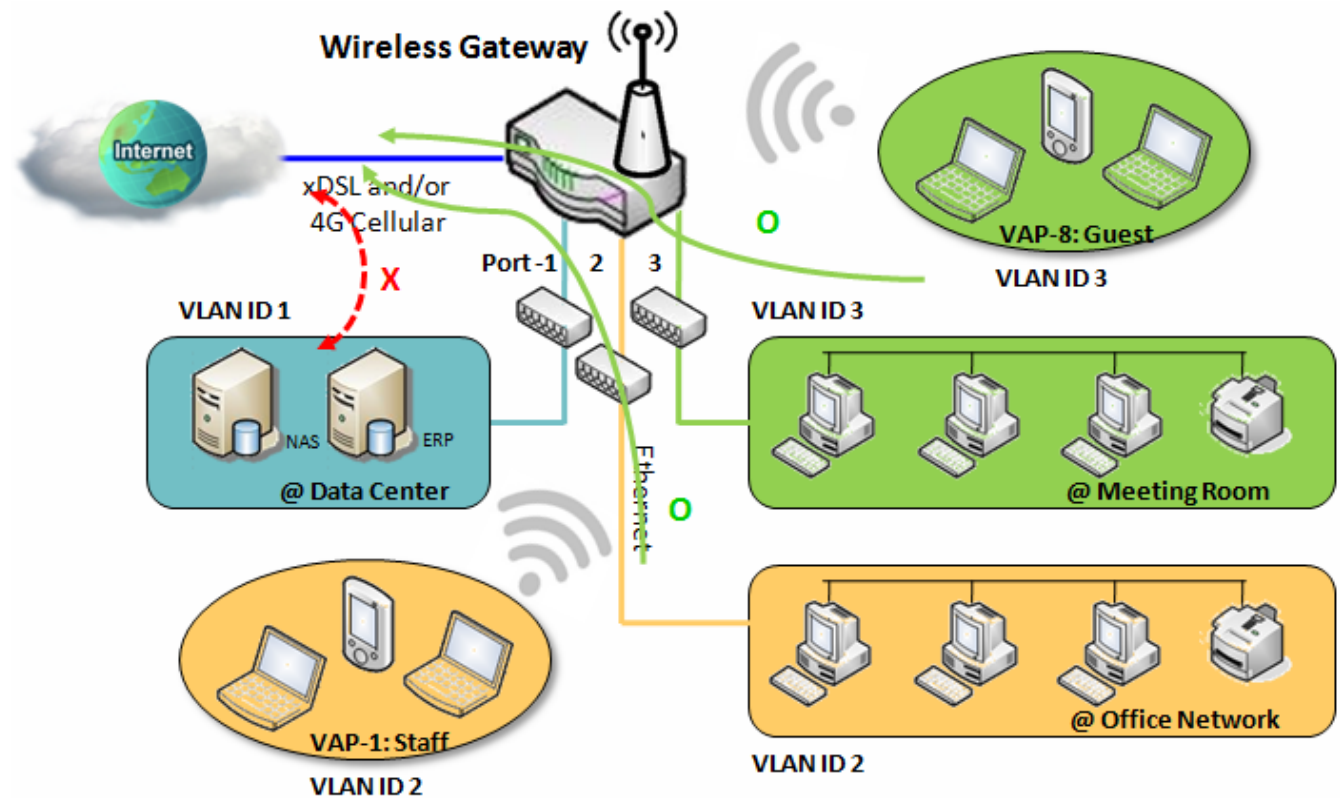 Wireless Gateway
Internet
xDSL and/or
4G Cellular
O
VAP-8: Guest
VLAN ID 3
Port -1
2
3
X
VLAN ID 1
VLAN ID 3
NAS
ERP
@ Data Center
@ Meeting Room
Ethernet
O
VAP-1: Staff
VLAN ID 2
@ Office Network
VLAN ID 2